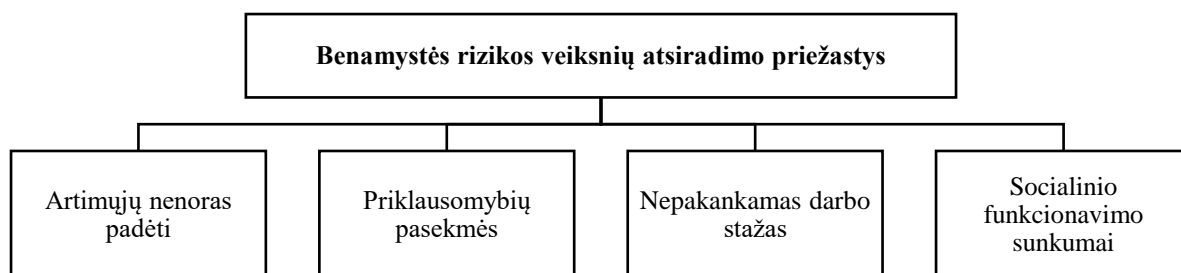 Benamystės rizikos veiksnių atsiradimo priežastys
Artimųjų nenoras
padėti
Priklausomybių
pasekmės
Nepakankamas darbo
stažas
Socialinio
funkcionavimo
sunkumai